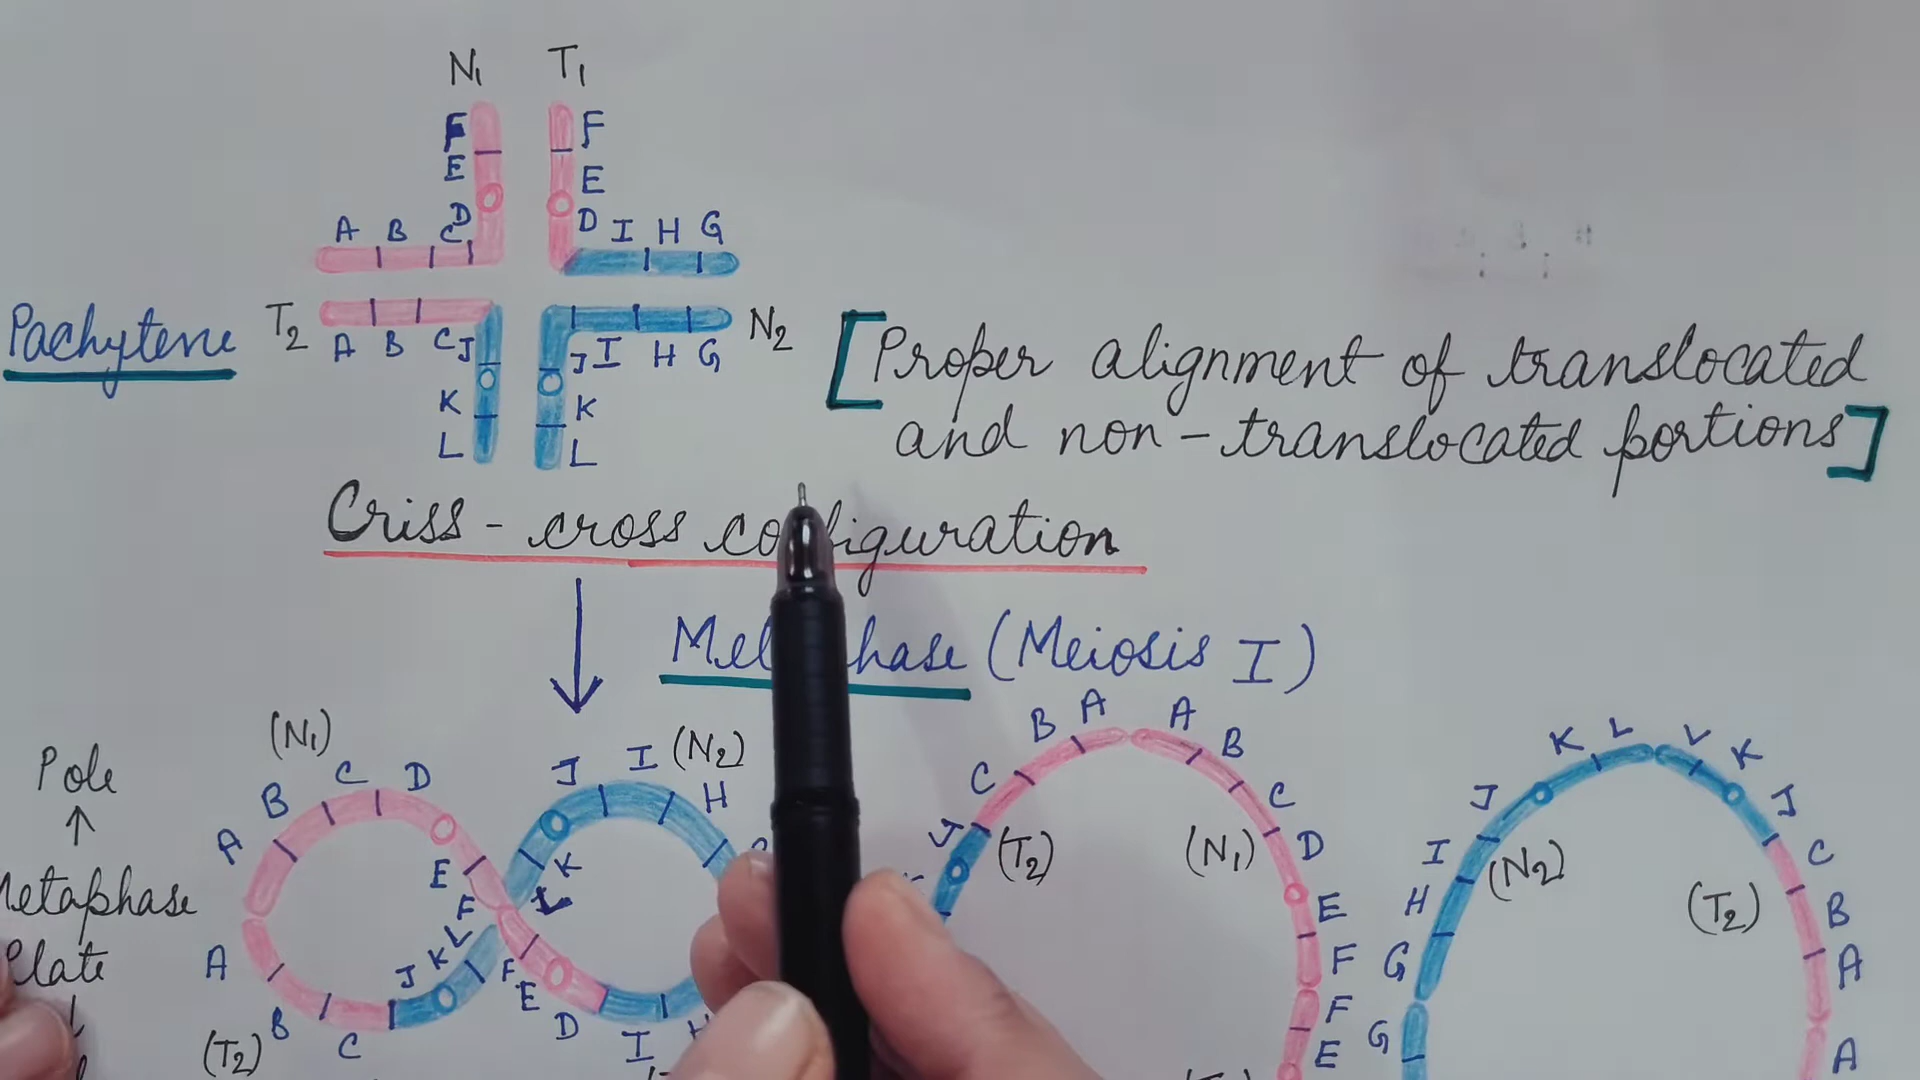 N1 T1
F F
E E
D D
A B C I H G
T2 N2
A B C J J I H G
K K
L L
Pachytene
[Proper alignment of translocated
and non-translocated portions]
Criss-cross configuration
Metaphase (Meiosis I)
Pole
Metaphase
Plate
(N1) (N2)
A B C D J I H
E K
F L
A B C J K L F E D I H
(T2)
C B A A B C D E F F E
J
(T2) (N1)
K L L K J C B A A
J I H G G
(N2) (T2)